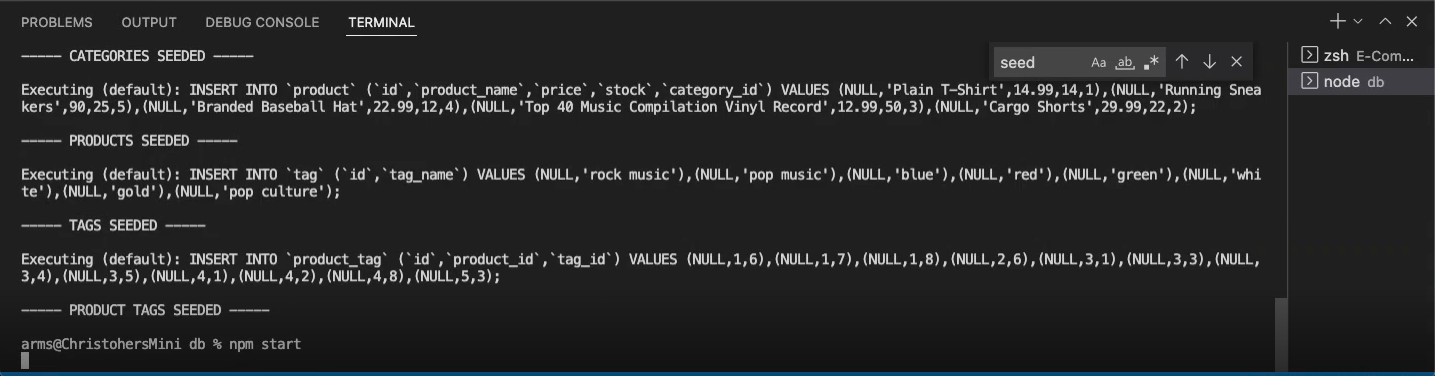 PROBLEMS OUTPUT DEBUG CONSOLE TERMINAL
----- CATEGORIES SEEDED -----
seed Aa ab
zsh E-Com...
node db
Executing (default): INSERT INTO `product` (`id`,`product_name`,`price`,`stock`,`category_id`) VALUES (NULL,'Plain T-Shirt',14.99,14,1),(NULL,'Running Snea
kers',90,25,5),(NULL,'Branded Baseball Hat',22.99,12,4),(NULL,'Top 40 Music Compilation Vinyl Record',12.99,50,3),(NULL,'Cargo Shorts',29.99,22,2);
----- PRODUCTS SEEDED -----
Executing (default): INSERT INTO `tag` (`id`,`tag_name`) VALUES (NULL,'rock music'),(NULL,'pop music'),(NULL,'blue'),(NULL,'red'),(NULL,'green'),(NULL,'whi
te'),(NULL,'gold'),(NULL,'pop culture');
----- TAGS SEEDED -----
Executing (default): INSERT INTO `product_tag` (`id`,`product_id`,`tag_id`) VALUES (NULL,1,6),(NULL,1,7),(NULL,1,8),(NULL,2,6),(NULL,3,1),(NULL,3,3),(NULL,
3,4),(NULL,3,5),(NULL,4,1),(NULL,4,2),(NULL,4,8),(NULL,5,3);
----- PRODUCT TAGS SEEDED -----
arms@ChristohersMini db % npm start